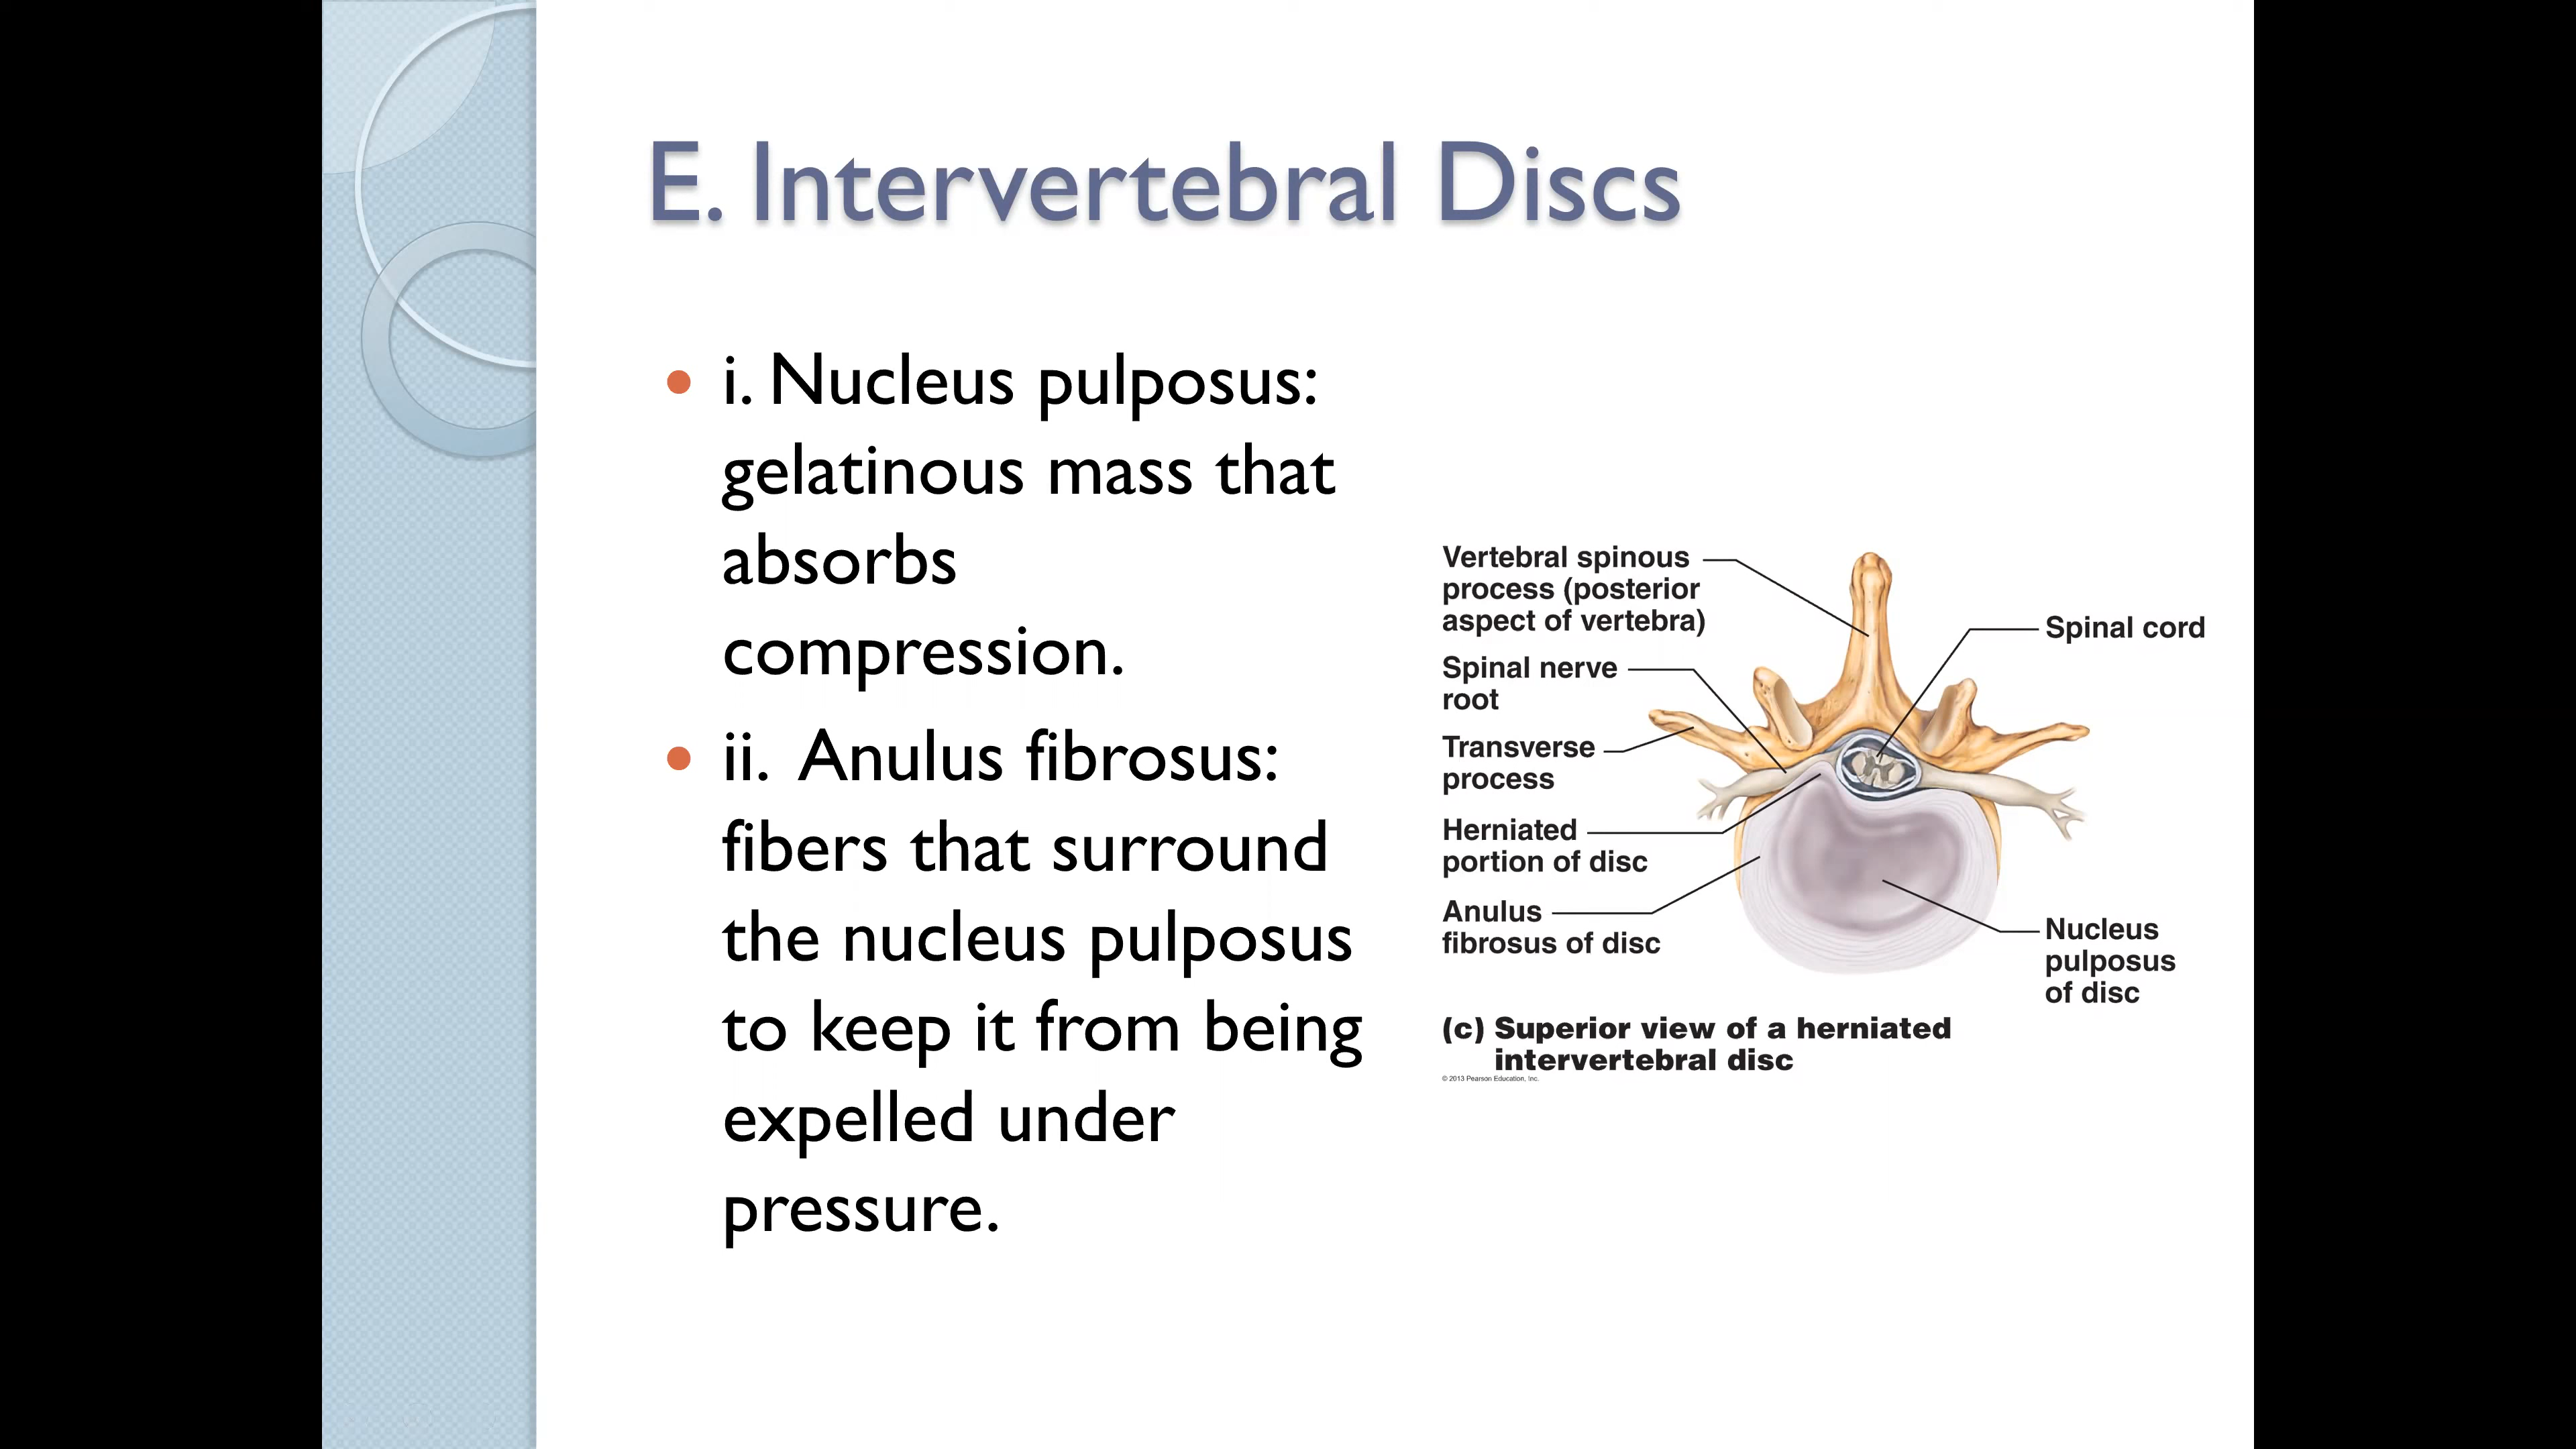 E. Intervertebral Discs
• i. Nucleus pulposus:
gelatinous mass that
absorbs
compression.
• ii. Anulus fibrosus:
fibers that surround
the nucleus pulposus
to keep it from being
expelled under
pressure.
Vertebral spinous
process (posterior
aspect of vertebra)
Spinal nerve
root
Transverse
process
Herniated
portion of disc
Anulus
fibrosus of disc
Spinal cord
Nucleus
pulposus
of disc
(c) Superior view of a herniated
intervertebral disc
© 2013 Pearson Education, Inc.